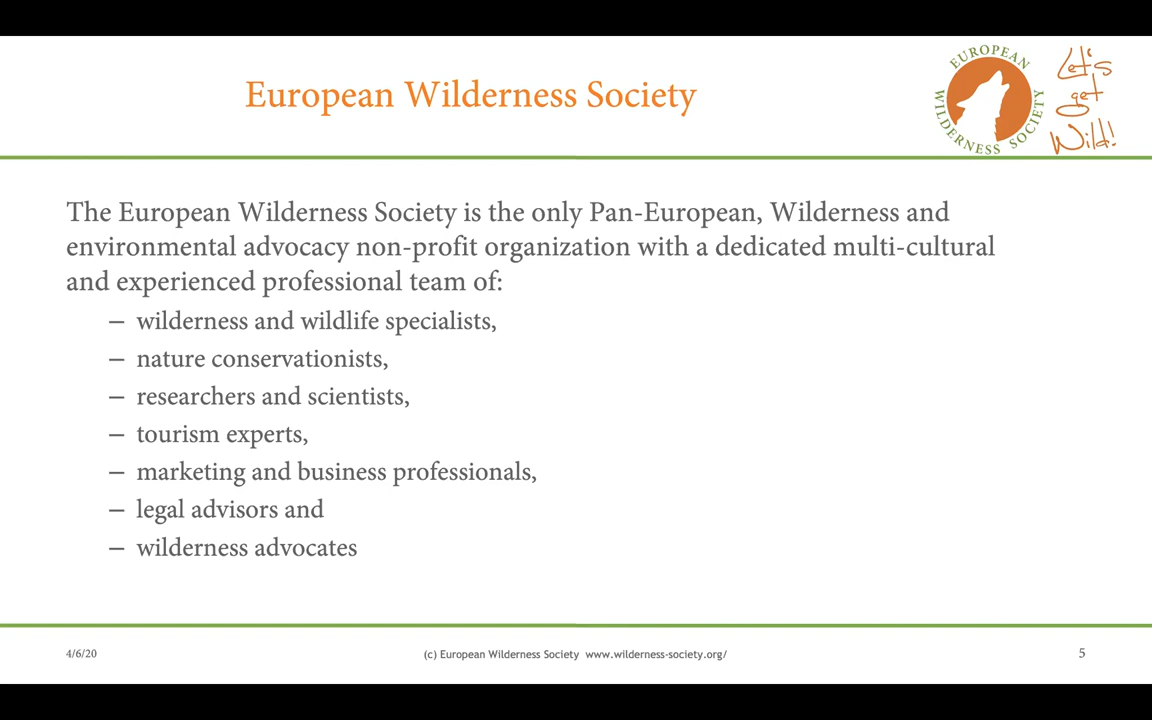 European Wilderness Society
EUROPEAN
WILDERNESS SOCIETY
Let's
get
Wild!
The European Wilderness Society is the only Pan-European, Wilderness and
environmental advocacy non-profit organization with a dedicated multi-cultural
and experienced professional team of:
– wilderness and wildlife specialists,
– nature conservationists,
– researchers and scientists,
– tourism experts,
– marketing and business professionals,
– legal advisors and
– wilderness advocates
4/6/20
(c) European Wilderness Society www.wilderness-society.org/
5